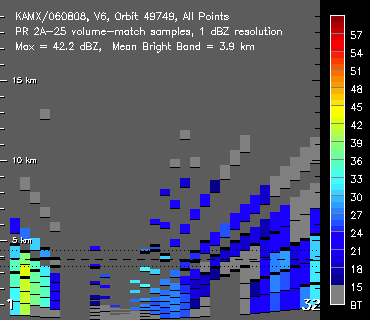 KAMX/060808, V6, Orbit 49749, All Points
PR 2A-25 volume-match samples, 1 dBZ resolution
Max = 42.2 dBZ, Mean Bright Band = 3.9 km
57
54
51
48
45
42
39
36
33
30
27
24
21
18
15
BT
15 km
10 km
5 km
1
32